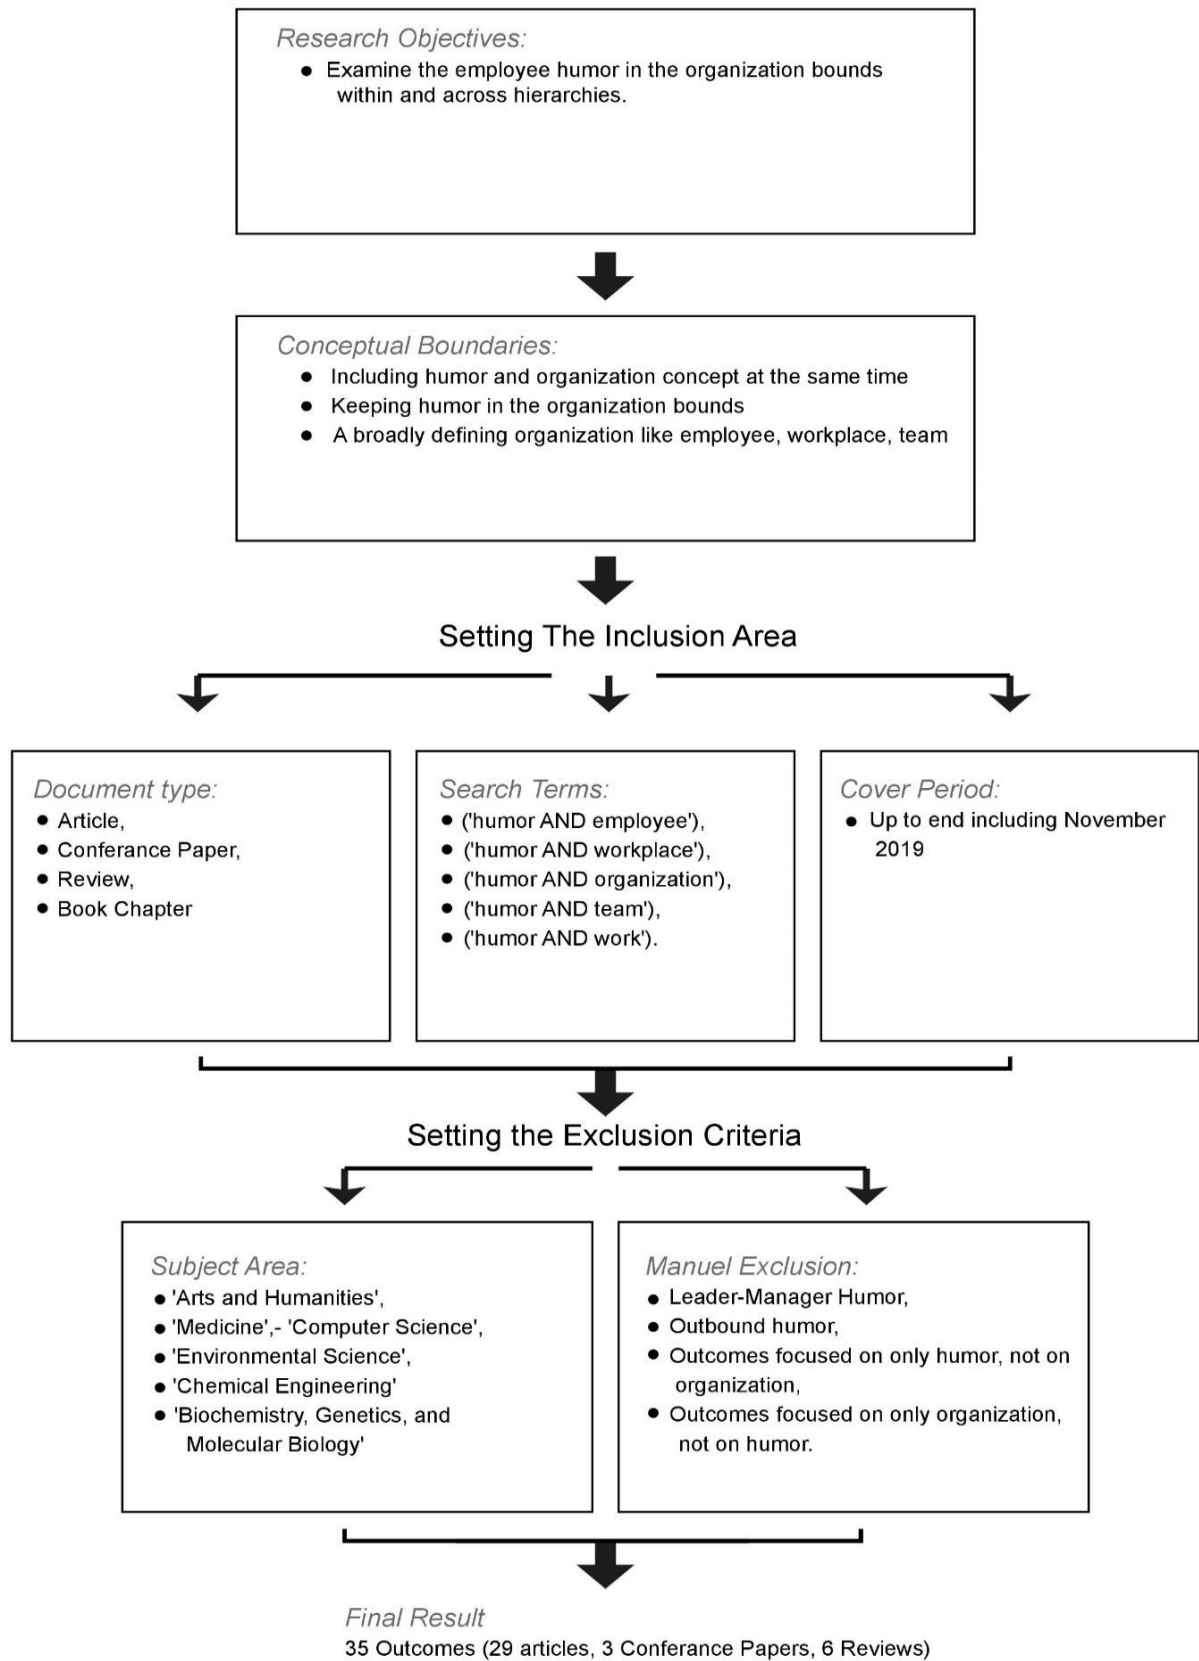 Research Objectives:
● Examine the employee humor in the organization bounds
within and across hierarchies.
Conceptual Boundaries:
● Including humor and organization concept at the same time
● Keeping humor in the organization bounds
● A broadly defining organization like employee, workplace, team
Setting The Inclusion Area
Document type:
● Article,
● Conferance Paper,
● Review,
● Book Chapter
Search Terms:
● ('humor AND employee'),
● ('humor AND workplace'),
● ('humor AND organization'),
● ('humor AND team'),
● ('humor AND work').
Cover Period:
● Up to end including November
2019
Setting the Exclusion Criteria
Subject Area:
● 'Arts and Humanities',
● 'Medicine',- 'Computer Science',
● 'Environmental Science',
● 'Chemical Engineering'
● 'Biochemistry, Genetics, and
Molecular Biology'
Manuel Exclusion:
● Leader-Manager Humor,
● Outbound humor,
● Outcomes focused on only humor, not on
organization,
● Outcomes focused on only organization,
not on humor.
Final Result
35 Outcomes (29 articles, 3 Conferance Papers, 6 Reviews)